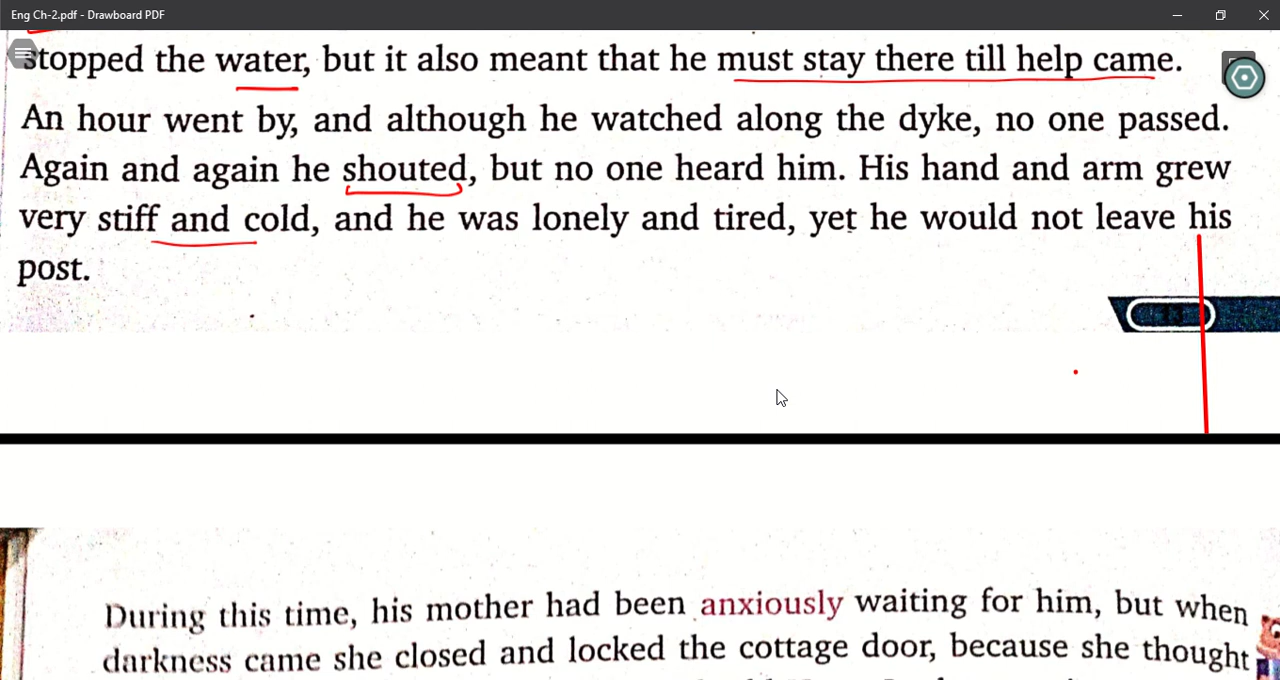 Eng Ch-2.pdf - Drawboard PDF
stopped the water, but it also meant that he must stay there till help came.
An hour went by, and although he watched along the dyke, no one passed.
Again and again he shouted, but no one heard him. His hand and arm grew
very stiff and cold, and he was lonely and tired, yet he would not leave his
post.
During this time, his mother had been anxiously waiting for him, but when
darkness came she closed and locked the cottage door, because she thought